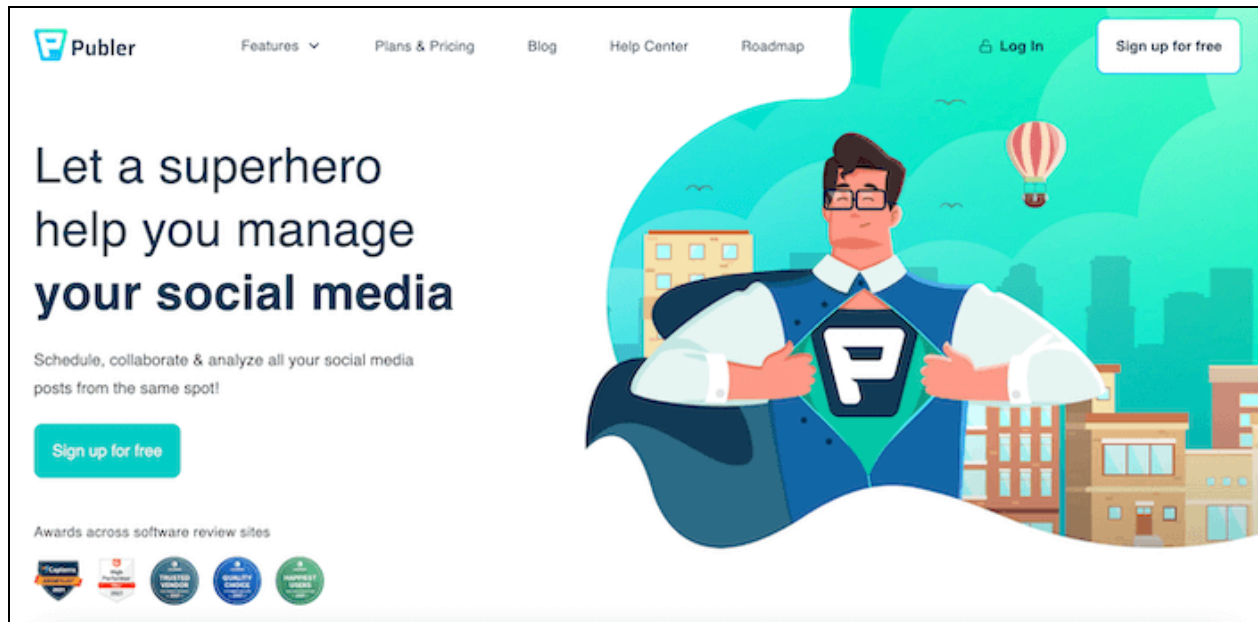 Publer
Features
Plans & Pricing
Blog
Help Center
Roadmap
Log In
Sign up for free
Let a superhero
help you manage
your social media
Schedule, collaborate & analyze all your social media
posts from the same spot!
Sign up for free
Awards across software review sites
Capterra
2021
High
Performer
TRUSTED
VENDOR
QUALITY
CHOICE
HAPPIEST
USERS
P